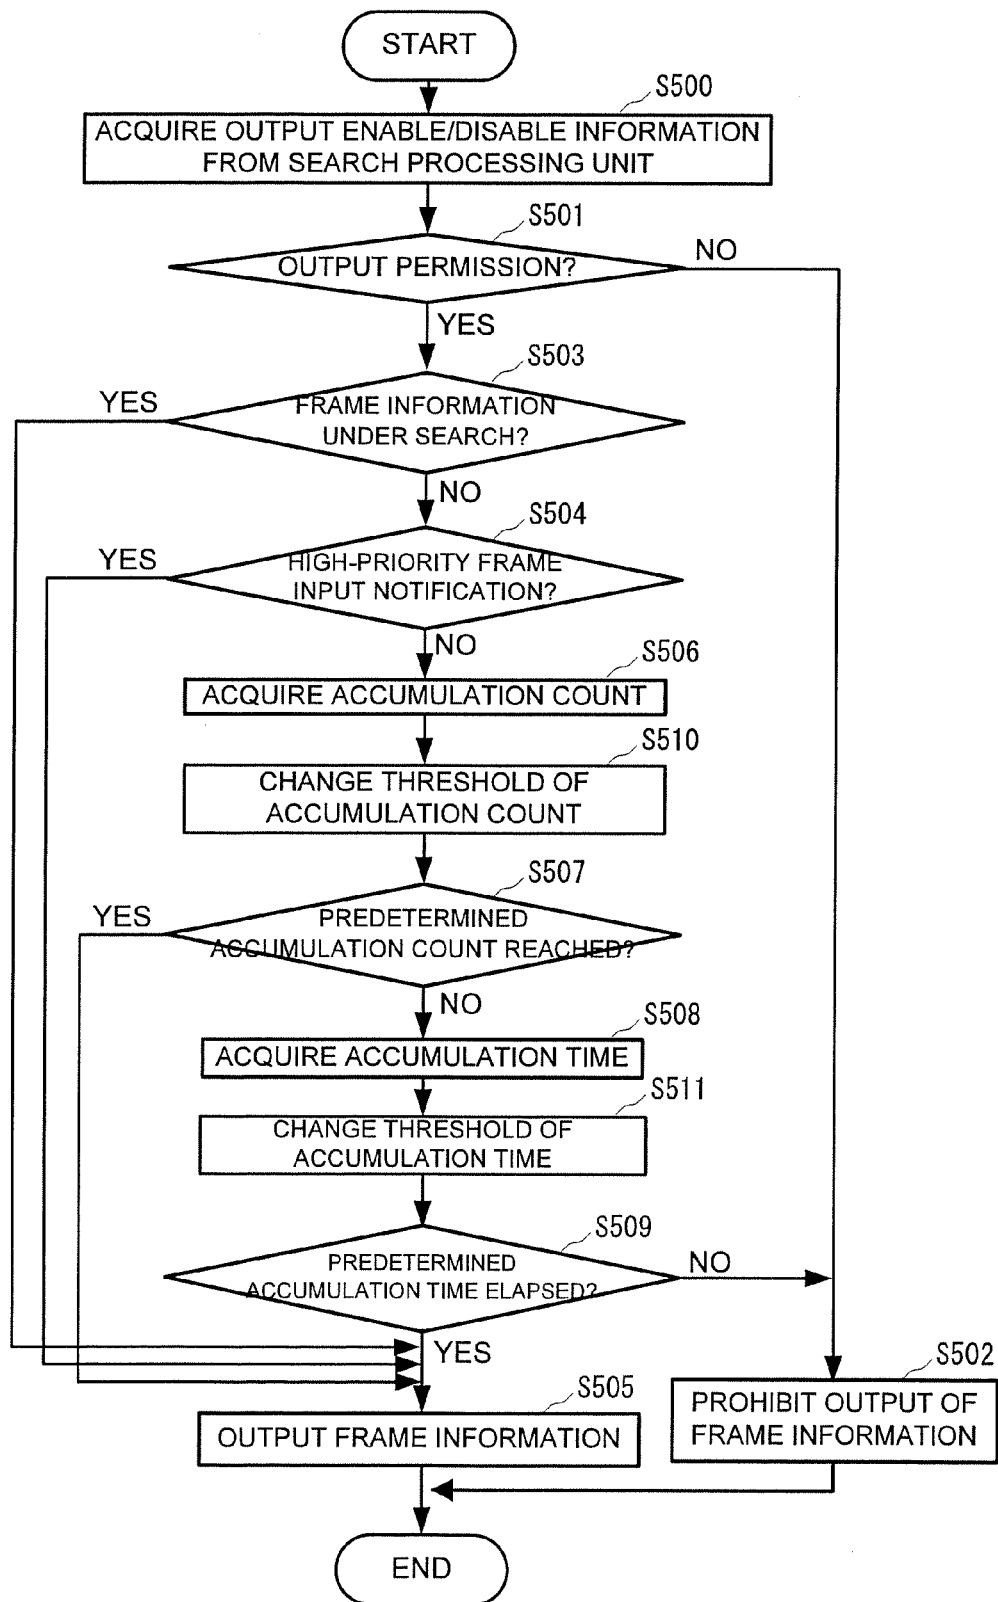 START
S500
ACQUIRE OUTPUT ENABLE/DISABLE INFORMATION
FROM SEARCH PROCESSING UNIT
S501
OUTPUT PERMISSION?
NO
YES
S503
FRAME INFORMATION
UNDER SEARCH?
YES
NO
S504
HIGH-PRIORITY FRAME
INPUT NOTIFICATION?
YES
NO
S506
ACQUIRE ACCUMULATION COUNT
S510
CHANGE THRESHOLD OF
ACCUMULATION COUNT
S507
PREDETERMINED
ACCUMULATION COUNT REACHED?
YES
NO
S508
ACQUIRE ACCUMULATION TIME
S511
CHANGE THRESHOLD OF
ACCUMULATION TIME
S509
PREDETERMINED
ACCUMULATION TIME ELAPSED?
NO
YES
S505
OUTPUT FRAME INFORMATION
S502
PROHIBIT OUTPUT OF
FRAME INFORMATION
END